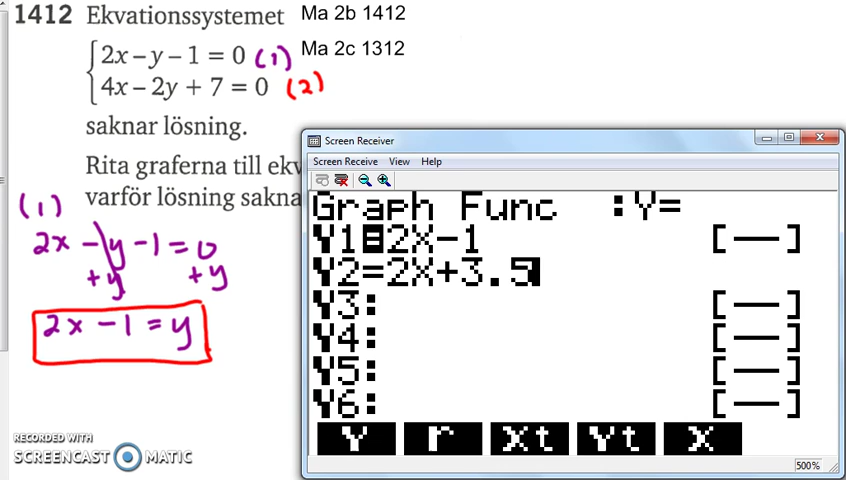 1412 Ekvationssystemet
Ma 2b 1412
2x – y – 1 = 0 (1)
Ma 2c 1312
4x – 2y + 7 = 0 (2)
saknar lösning.
Rita graferna till ekv
varför lösning sakna
(1)
2x - y - 1 = 0
+y +y
2x - 1 = y
RECORDED WITH
SCREENCAST MATIC
Screen Receiver
Screen Receive View Help
Graph Func :Y=
Y1=2X−1 [—]
Y2=2X+3.5
Y3: [—]
Y4: [—]
Y5: [—]
Y6: [—]
Y r Xt Yt X
500%